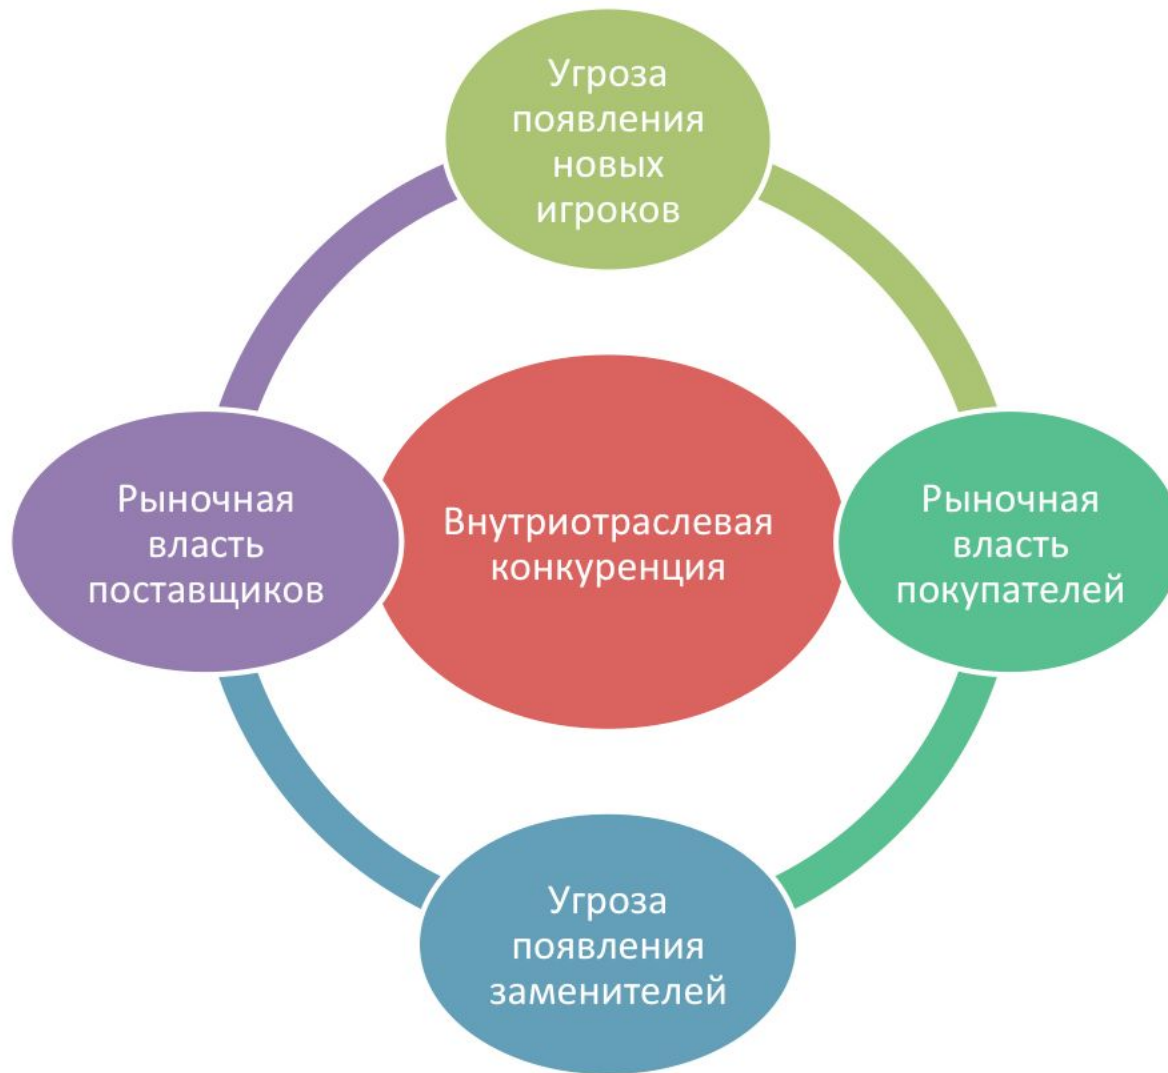 Угроза
появления
новых
игроков
Рыночная
власть
поставщиков
Внутриотраслевая
конкуренция
Рыночная
власть
покупателей
Угроза
появления
заменителей